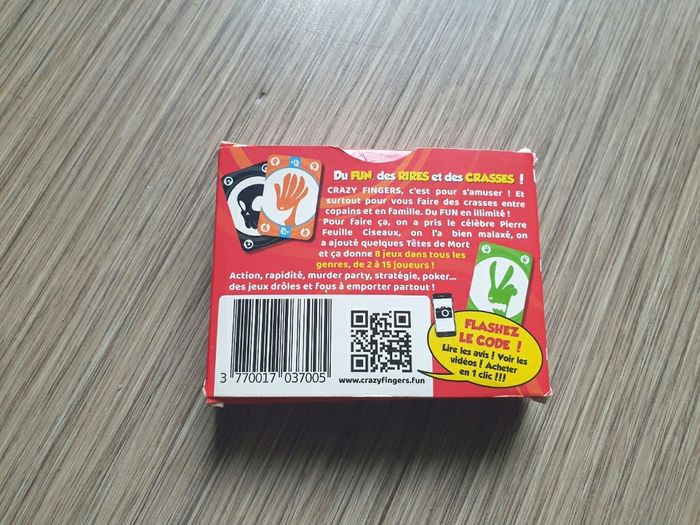 Du FUN, des RIRES et des CRASSES !
CRAZY FINGERS, c'est pour s'amuser ! Et
surtout pour vous faire des crasses entre
copains et en famille. Du FUN en illimité !
Pour faire ça, on a pris le célèbre Pierre
Feuille Ciseaux, on l'a bien malaxé, on
a ajouté quelques Têtes de Mort
et ça donne 8 jeux dans tous les
genres, de 2 à 15 joueurs !
Action, rapidité, murder party, stratégie, poker...
des jeux drôles et fous à emporter partout !
FLASHEZ
LE CODE !
Lire les avis ! Voir les
vidéos ! Acheter
en 1 clic !!!
3 770017 037005
www.crazyfingers.fun